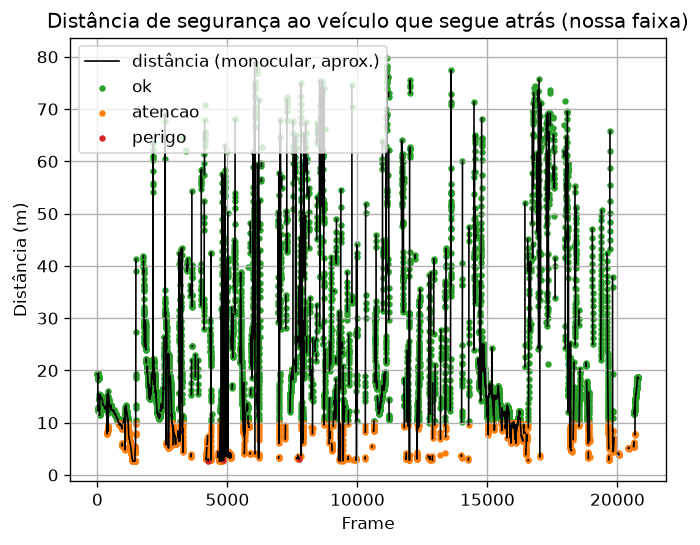 Distância de segurança ao veículo que segue atrás (nossa faixa)
distância (monocular, aprox.)
ok
atencao
perigo
Distância (m)
80
70
60
50
40
30
20
10
0
0 5000 10000 15000 20000
Frame